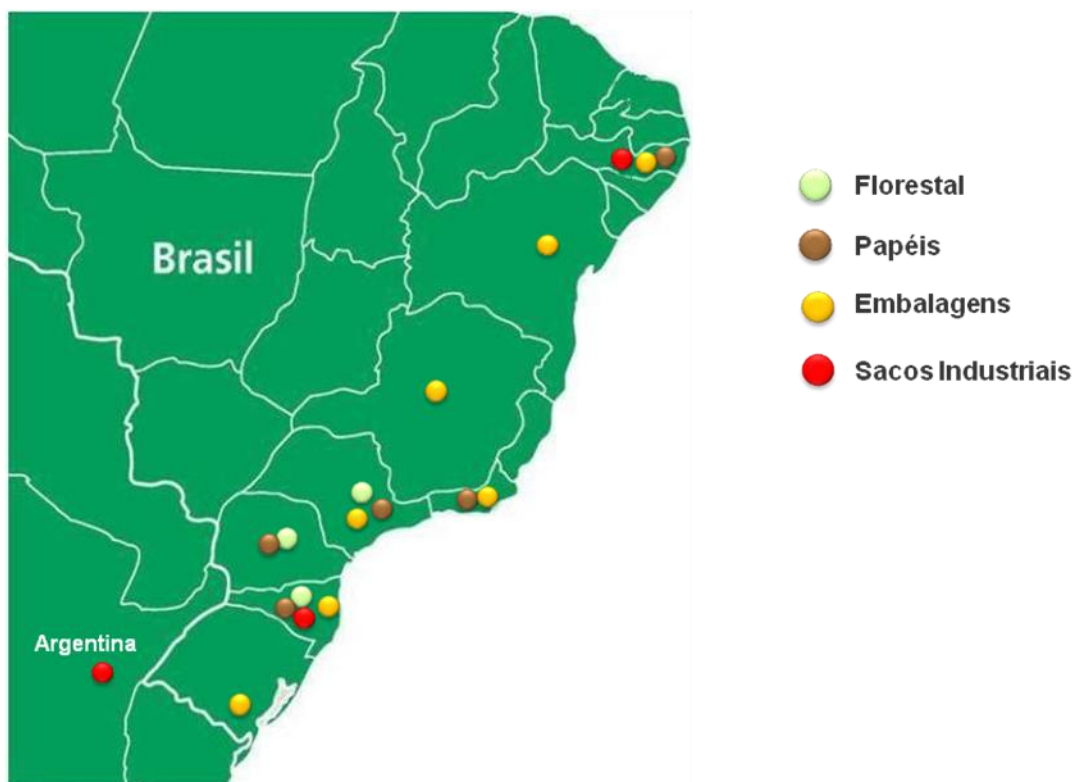 Brasil
Argentina
Florestal
Papéis
Embalagens
Sacos Industriais